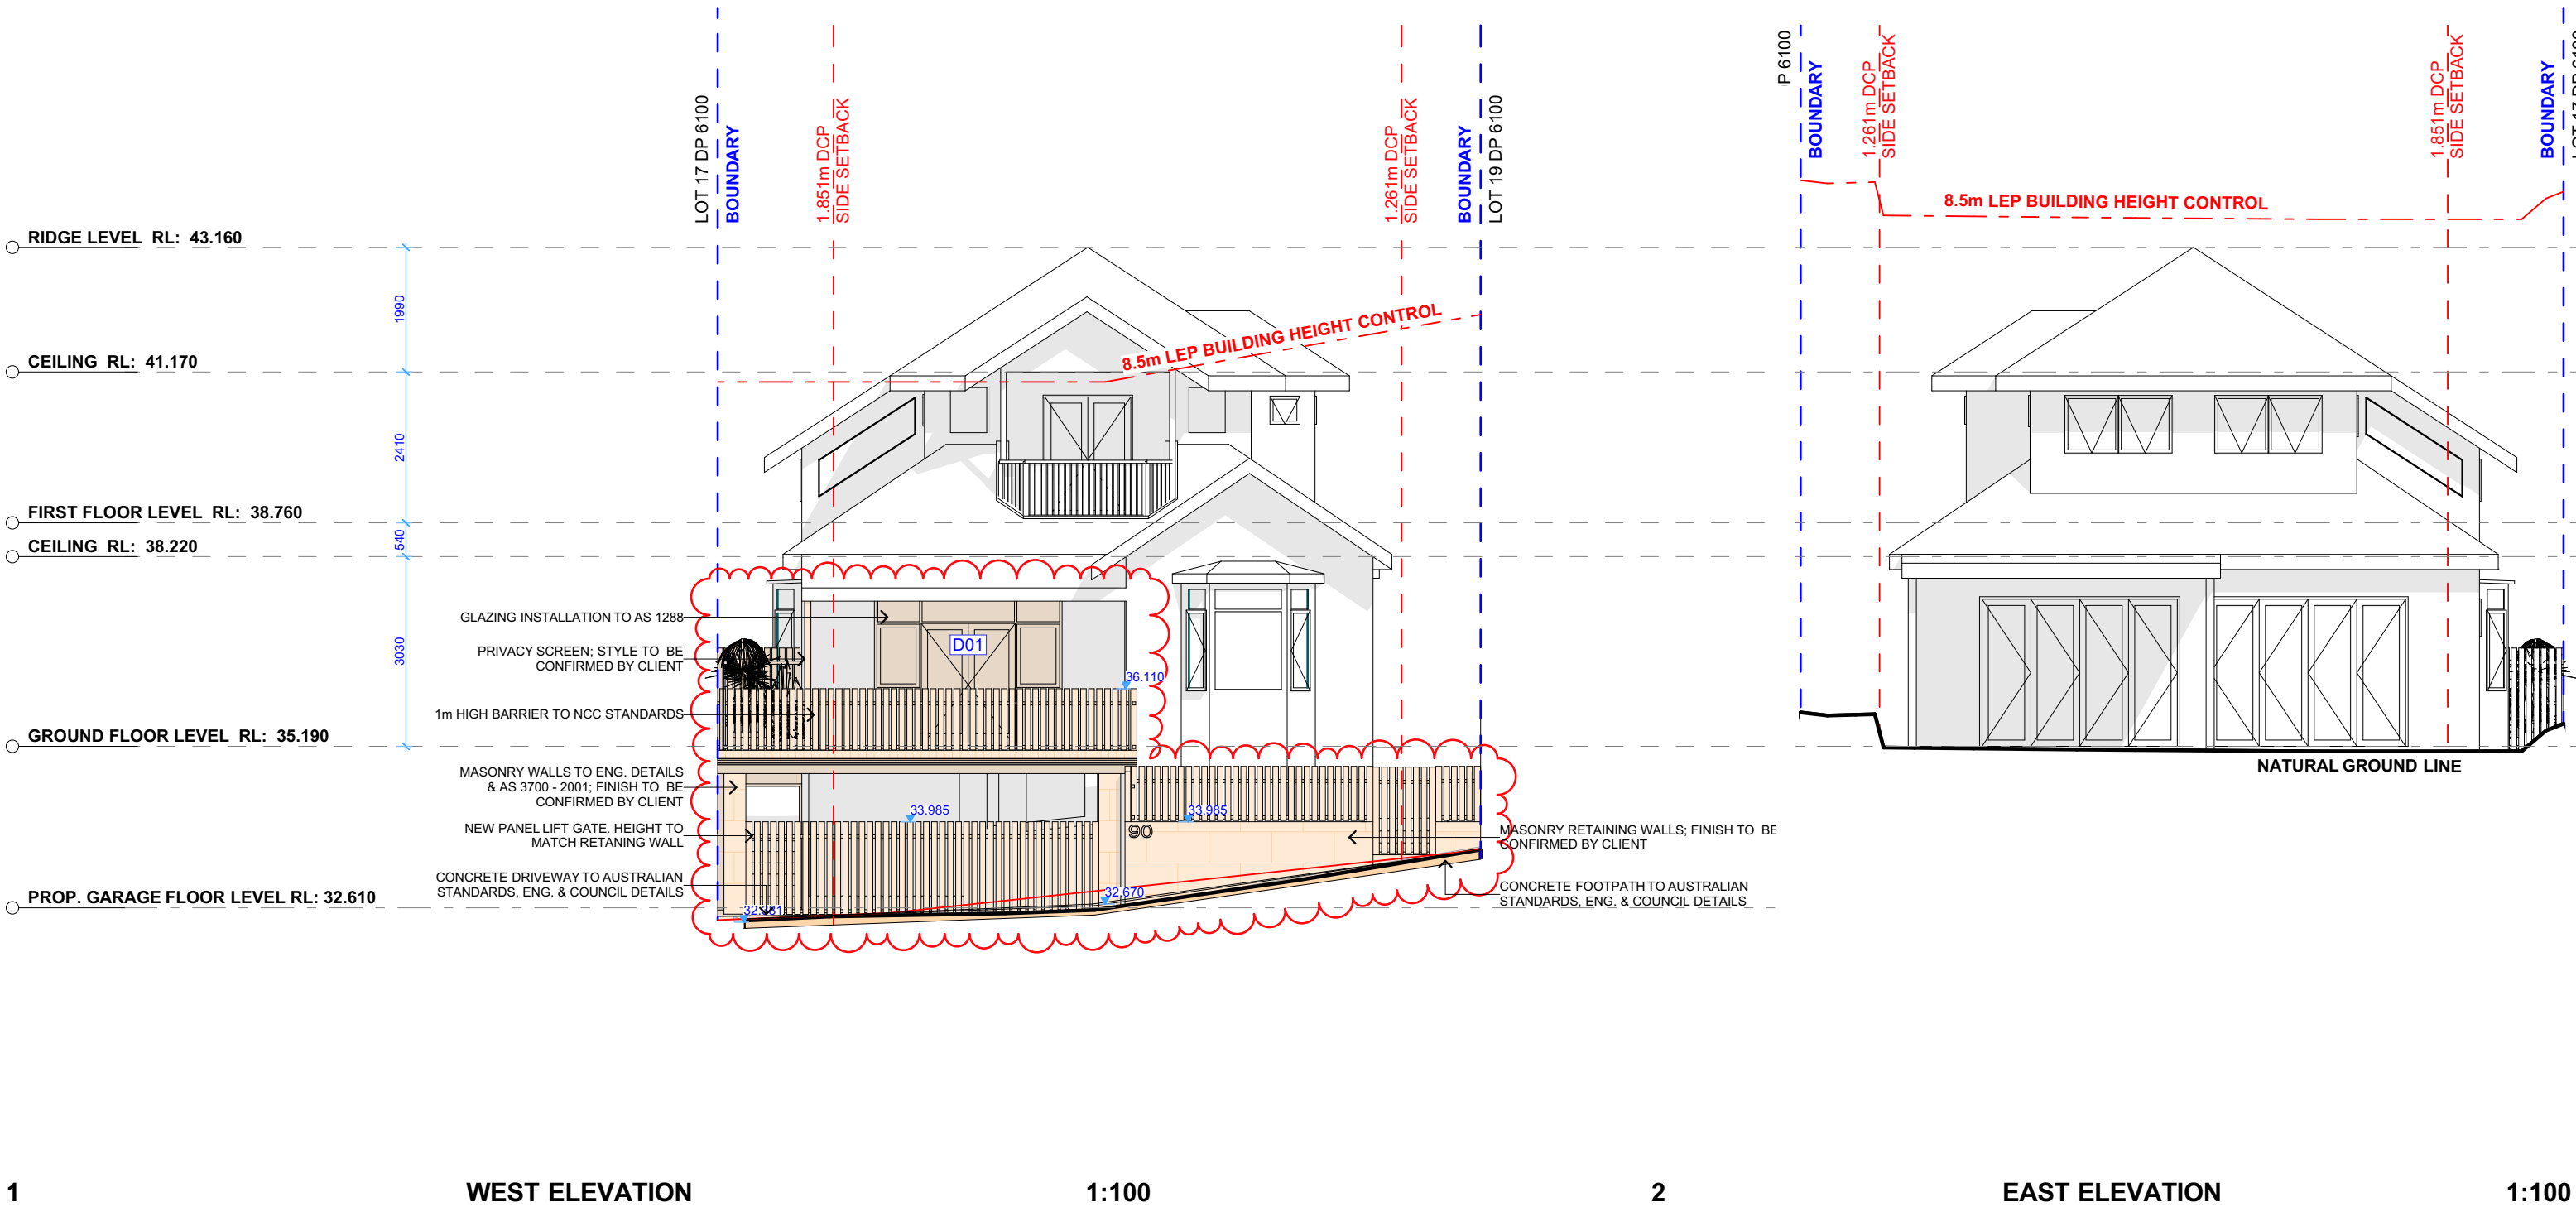 LOT 17 DP 6100
BOUNDARY
1.851m DCP
SIDE SETBACK
1.261m DCP
SIDE SETBACK
BOUNDARY
LOT 19 DP 6100
P 6100
BOUNDARY
1.261m DCP
SIDE SETBACK
1.851m DCP
SIDE SETBACK
BOUNDARY
8.5m LEP BUILDING HEIGHT CONTROL
8.5m LEP BUILDING HEIGHT CONTROL
RIDGE LEVEL RL: 43.160
1990
CEILING RL: 41.170
2410
FIRST FLOOR LEVEL RL: 38.760
540
CEILING RL: 38.220
3030
GROUND FLOOR LEVEL RL: 35.190
PROP. GARAGE FLOOR LEVEL RL: 32.610
GLAZING INSTALLATION TO AS 1288
PRIVACY SCREEN; STYLE TO BE
CONFIRMED BY CLIENT
1m HIGH BARRIER TO NCC STANDARDS
MASONRY WALLS TO ENG. DETAILS
& AS 3700 - 2001; FINISH TO BE
CONFIRMED BY CLIENT
NEW PANEL LIFT GATE. HEIGHT TO
MATCH RETANING WALL
CONCRETE DRIVEWAY TO AUSTRALIAN
STANDARDS, ENG. & COUNCIL DETAILS
D01
36.110
33.985
33.985
90
32.670
MASONRY RETAINING WALLS; FINISH TO BE
CONFIRMED BY CLIENT
CONCRETE FOOTPATH TO AUSTRALIAN
STANDARDS, ENG. & COUNCIL DETAILS
NATURAL GROUND LINE
1
WEST ELEVATION
1:100
2
EAST ELEVATION
1:100